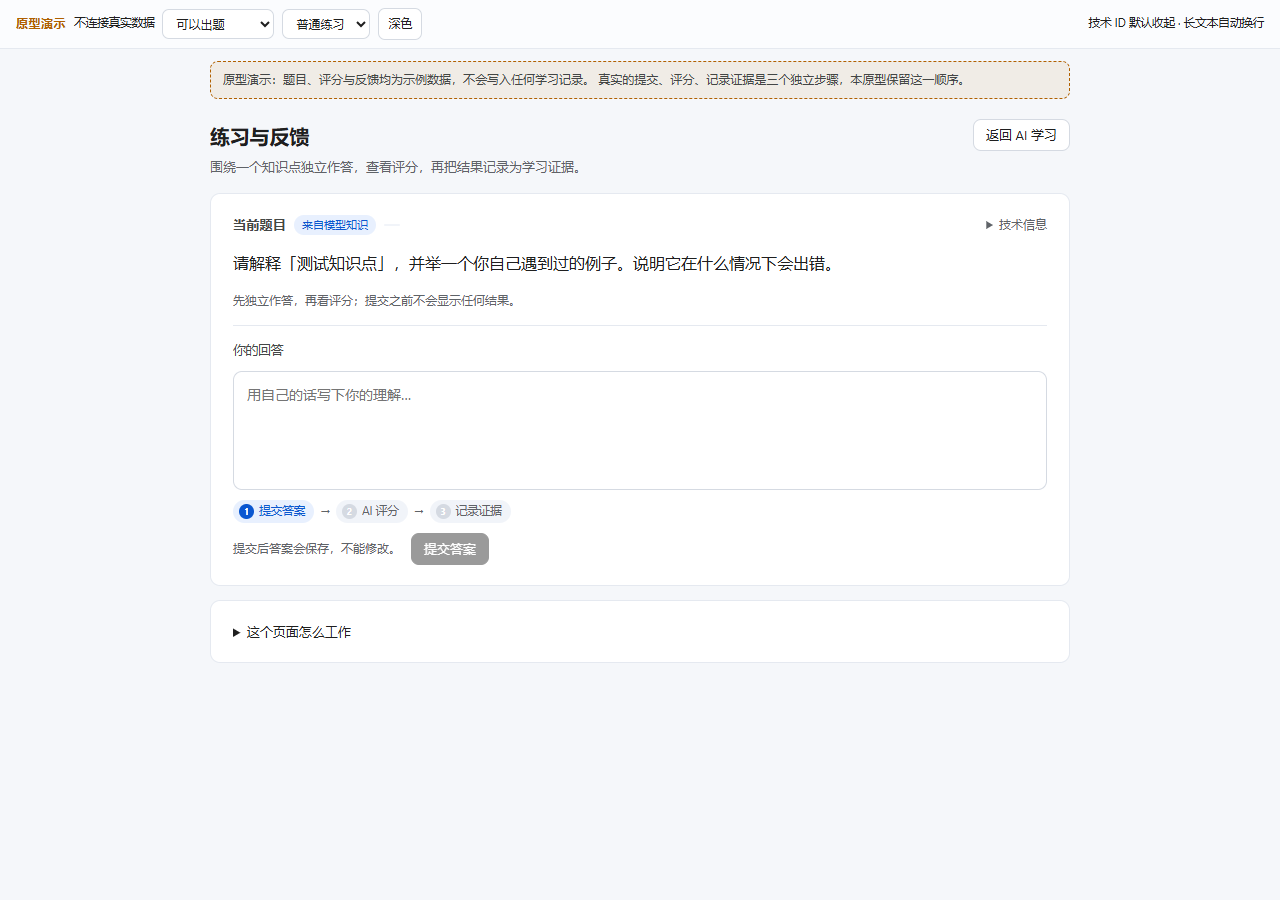 原型演示 不连接真实数据 可以出题 普通练习 深色 技术 ID 默认收起 · 长文本自动换行
原型演示：题目、评分与反馈均为示例数据，不会写入任何学习记录。 真实的提交、评分、记录证据是三个独立步骤，本原型保留这一顺序。
练习与反馈 返回 AI 学习
围绕一个知识点独立作答，查看评分，再把结果记录为学习证据。
当前题目 来自模型知识 — ▶ 技术信息
请解释「测试知识点」，并举一个你自己遇到过的例子。说明它在什么情况下会出错。
先独立作答，再看评分；提交之前不会显示任何结果。
你的回答
用自己的话写下你的理解...
1 提交答案 → 2 AI 评分 → 3 记录证据
提交后答案会保存，不能修改。 提交答案
▶ 这个页面怎么工作